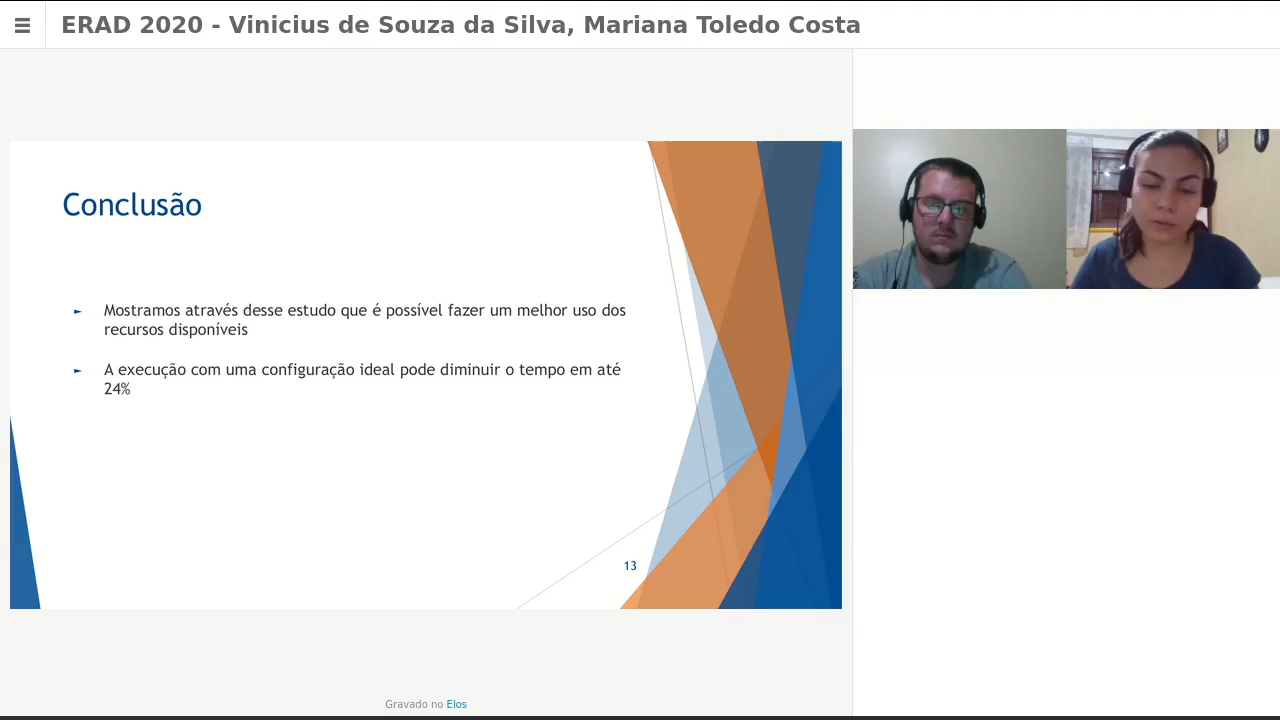 ERAD 2020 - Vinicius de Souza da Silva, Mariana Toledo Costa
Conclusão
► Mostramos através desse estudo que é possível fazer um melhor uso dos
recursos disponíveis
► A execução com uma configuração ideal pode diminuir o tempo em até
24%
13
Gravado no Elos